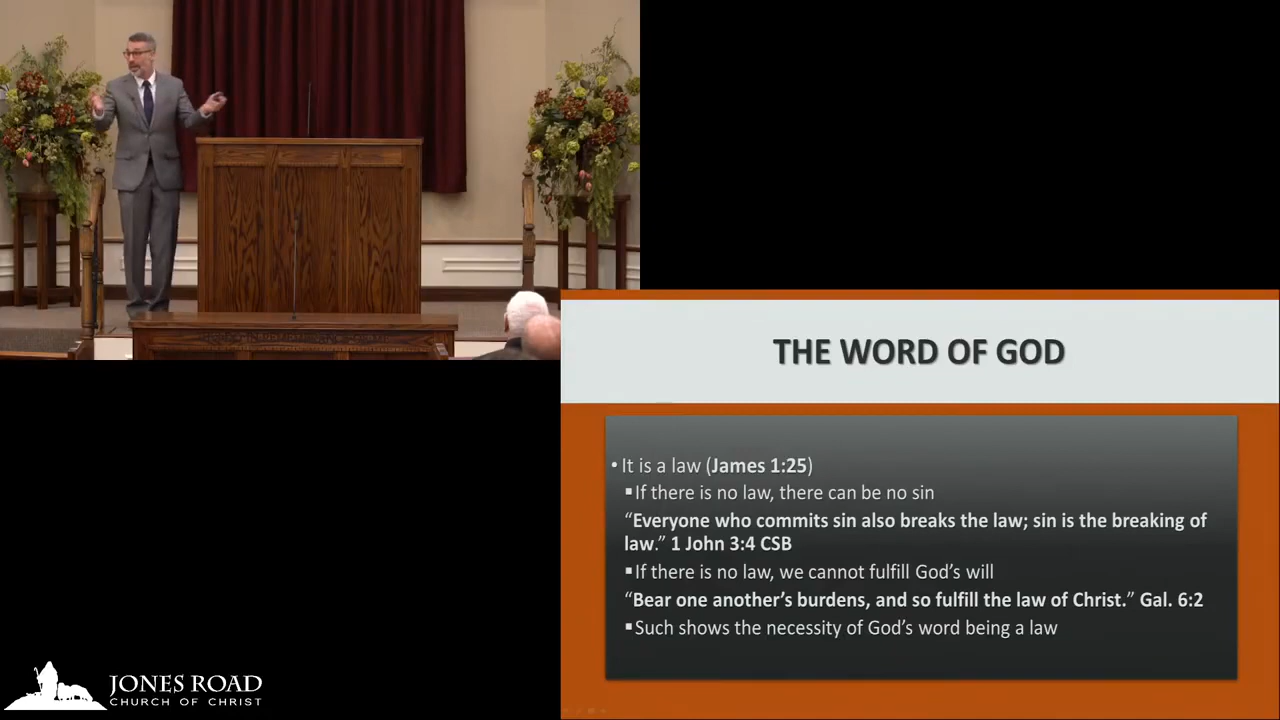 THE WORD OF GOD
• It is a law (James 1:25)
▪ If there is no law, there can be no sin
“Everyone who commits sin also breaks the law; sin is the breaking of
law.” 1 John 3:4 CSB
▪ If there is no law, we cannot fulfill God’s will
“Bear one another’s burdens, and so fulfill the law of Christ.” Gal. 6:2
▪ Such shows the necessity of God’s word being a law
JONES ROAD
CHURCH OF CHRIST